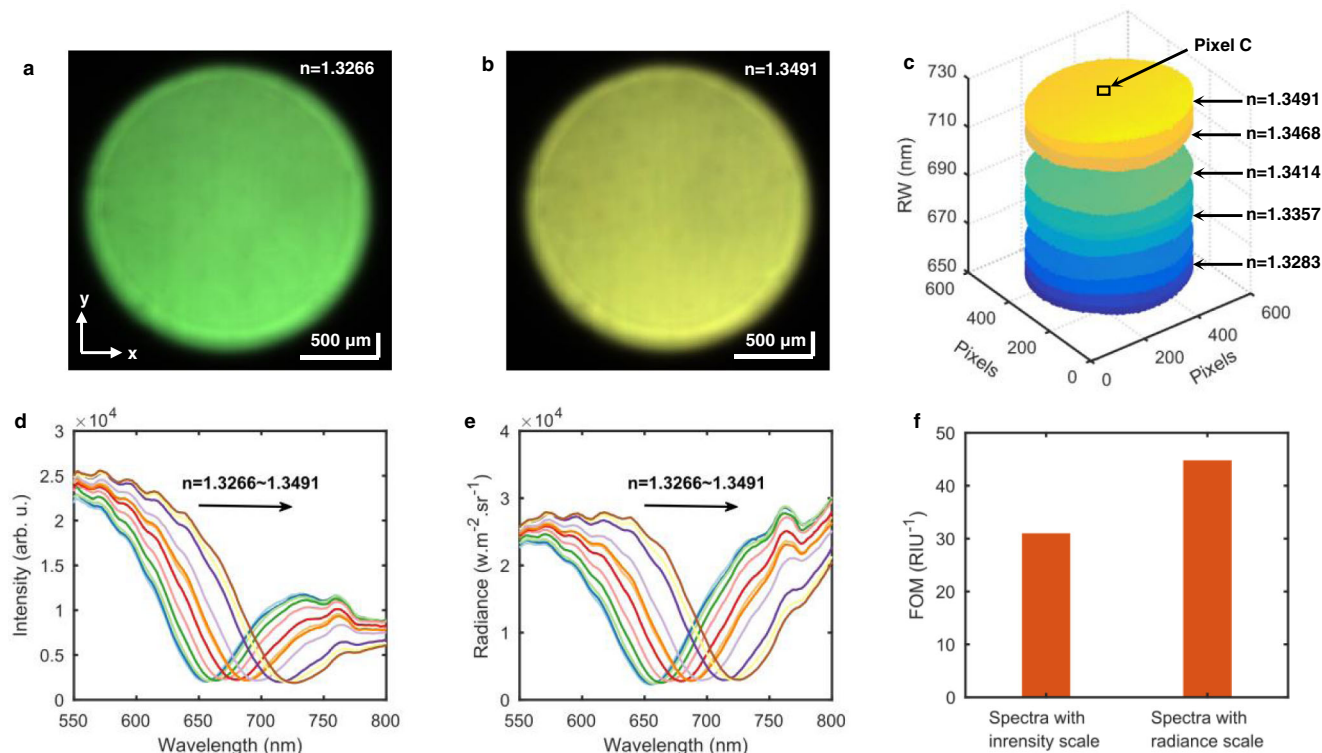 a
n=1.3266
y
x
500 µm
b
n=1.3491
500 µm
c
Pixel C
730
710
690
670
650
RW (nm)
n=1.3491
n=1.3468
n=1.3414
n=1.3357
n=1.3283
600
400
200
0
Pixels
0
200
400
600
Pixels
d
×10⁴
3
2.5
2
1.5
1
0.5
0
Intensity (arb. u.)
n=1.3266~1.3491
550 600 650 700 750 800
Wavelength (nm)
e
×10⁴
4
3
2
1
0
Radiance (w.m⁻².sr⁻¹)
n=1.3266~1.3491
550 600 650 700 750 800
Wavelength (nm)
f
50
40
30
20
10
0
FOM (RIU⁻¹)
Spectra with
inrensity scale
Spectra with
radiance scale